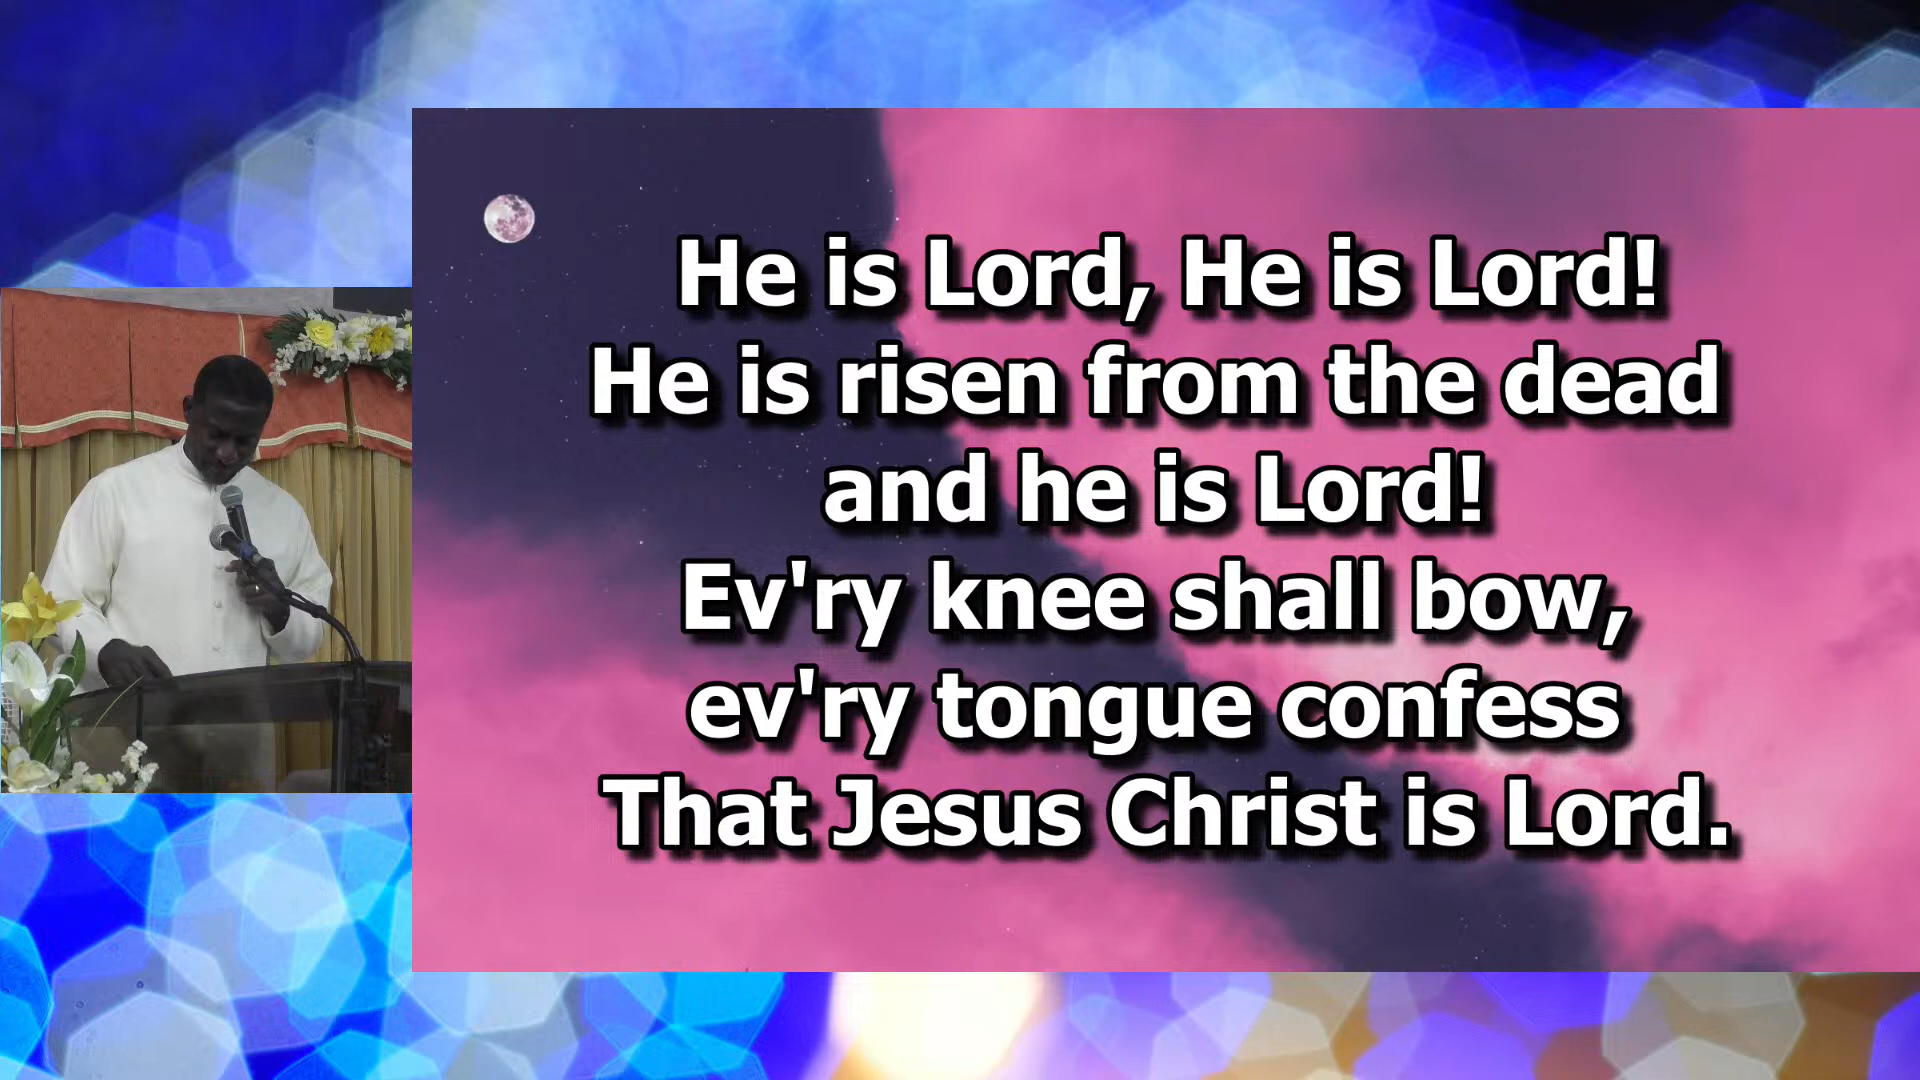 He is Lord, He is Lord!
He is risen from the dead
and he is Lord!
Ev'ry knee shall bow,
ev'ry tongue confess
That Jesus Christ is Lord.